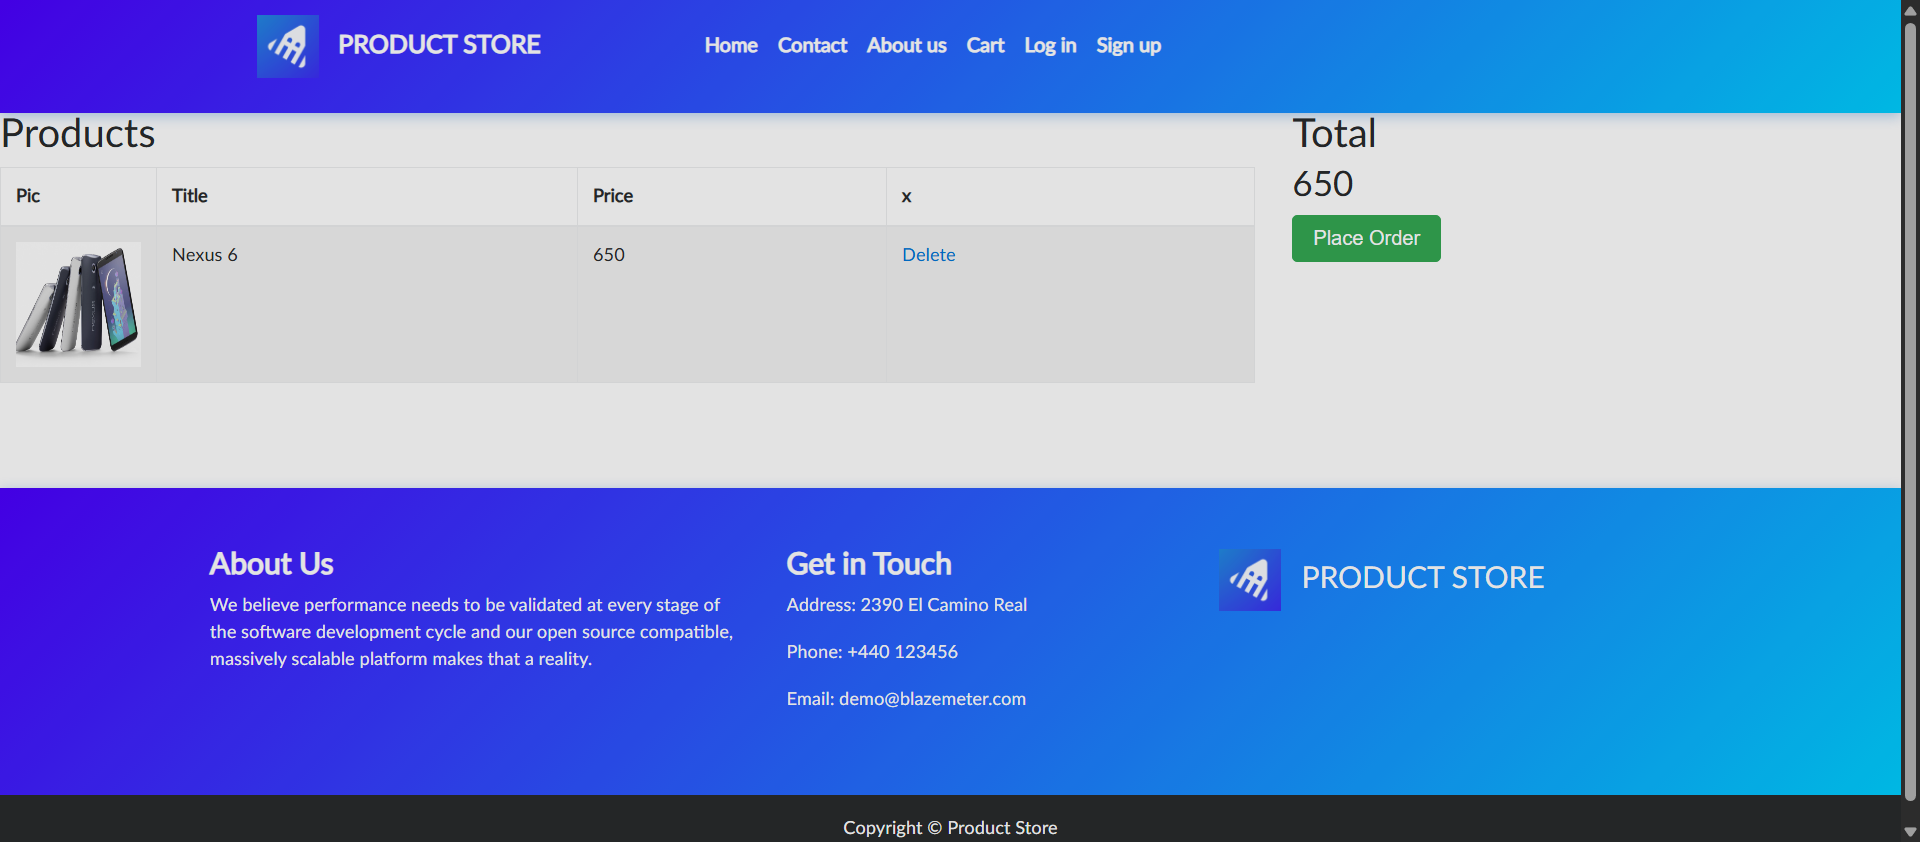 PRODUCT STORE
Home Contact About us Cart Log in Sign up
Products
Pic Title Price x
Nexus 6 650 Delete
Total
650
Place Order
About Us
We believe performance needs to be validated at every stage of
the software development cycle and our open source compatible,
massively scalable platform makes that a reality.
Get in Touch
Address: 2390 El Camino Real
Phone: +440 123456
Email: demo@blazemeter.com
PRODUCT STORE
Copyright © Product Store